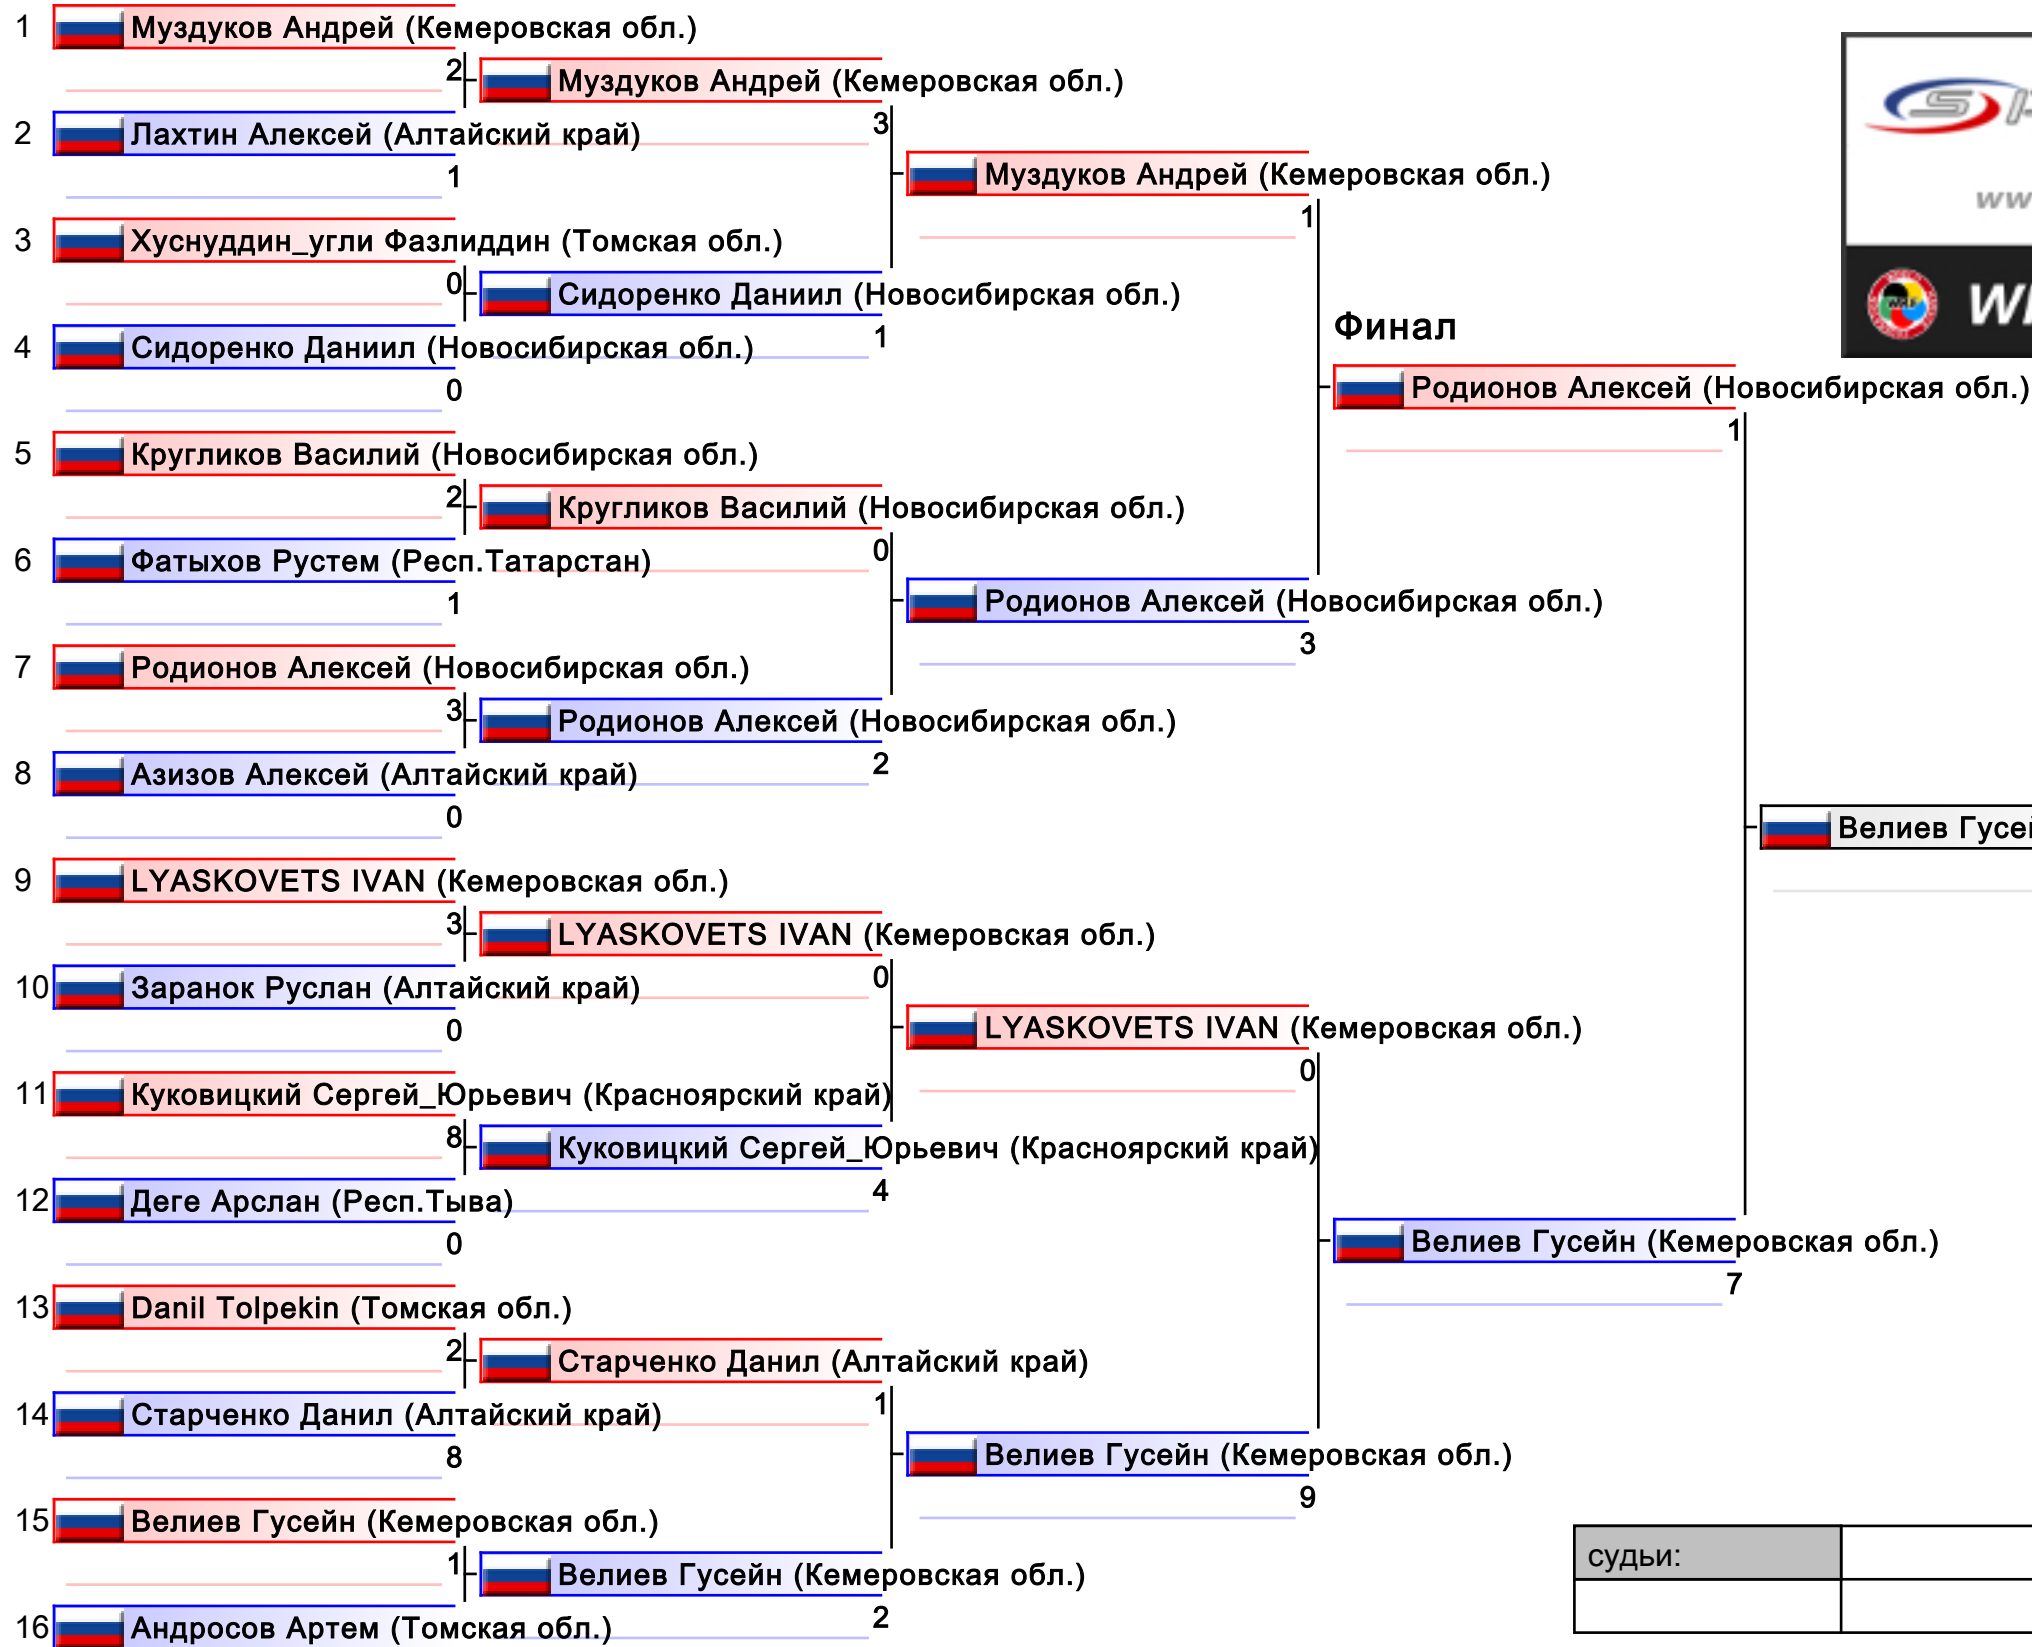 1 Муздуков Андрей (Кемеровская обл.)
2 Муздуков Андрей (Кемеровская обл.)
2 Лахтин Алексей (Алтайский край)
3
1
Муздуков Андрей (Кемеровская обл.)
1
3 Хуснуддин_угли Фазлиддин (Томская обл.)
0 Сидоренко Даниил (Новосибирская обл.)
Финал
4 Сидоренко Даниил (Новосибирская обл.)
1
0
Родионов Алексей (Новосибирская обл.)
1
5 Кругликов Василий (Новосибирская обл.)
2 Кругликов Василий (Новосибирская обл.)
6 Фатыхов Рустем (Респ.Татарстан)
0
1
Родионов Алексей (Новосибирская обл.)
3
7 Родионов Алексей (Новосибирская обл.)
3 Родионов Алексей (Новосибирская обл.)
8 Азизов Алексей (Алтайский край)
2
0
Велиев Гусей
9 LYASKOVETS IVAN (Кемеровская обл.)
3 LYASKOVETS IVAN (Кемеровская обл.)
10 Заранок Руслан (Алтайский край)
0
0
LYASKOVETS IVAN (Кемеровская обл.)
0
11 Куковицкий Сергей_Юрьевич (Красноярский край)
8 Куковицкий Сергей_Юрьевич (Красноярский край)
12 Деге Арслан (Респ.Тыва)
4
0
Велиев Гусейн (Кемеровская обл.)
7
13 Danil Tolpekin (Томская обл.)
2 Старченко Данил (Алтайский край)
14 Старченко Данил (Алтайский край)
1
8
Велиев Гусейн (Кемеровская обл.)
9
15 Велиев Гусейн (Кемеровская обл.)
1 Велиев Гусейн (Кемеровская обл.)
судьи:
16 Андросов Артем (Томская обл.)
2